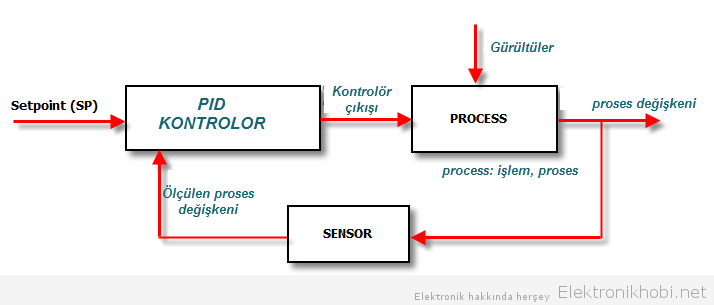 Gürültüler
Setpoint (SP)
PID
KONTROLOR
Kontrolör
çıkışı
PROCESS
proses değişkeni
process: işlem, proses
Ölçülen proses
değişkeni
SENSOR
Elektronik hakkında herşey Elektronikhobi.net